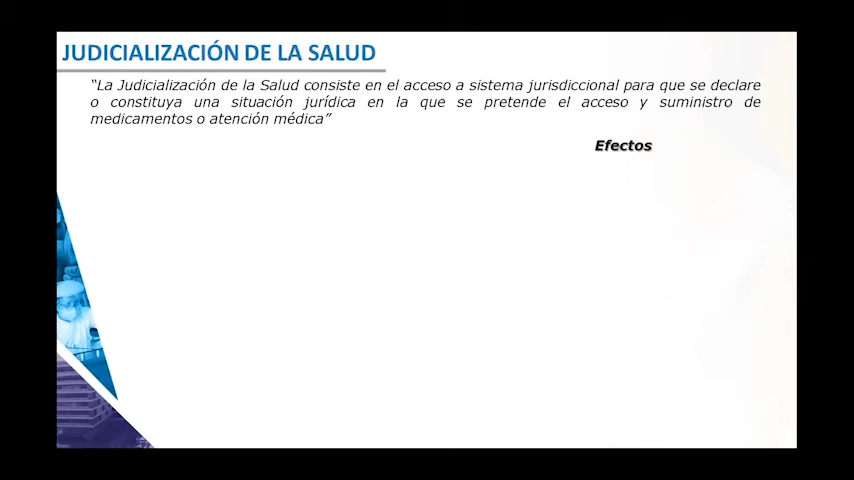 JUDICIALIZACIÓN DE LA SALUD
“La Judicialización de la Salud consiste en el acceso a sistema jurisdiccional para que se declare
o constituya una situación jurídica en la que se pretende el acceso y suministro de
medicamentos o atención médica”
Efectos